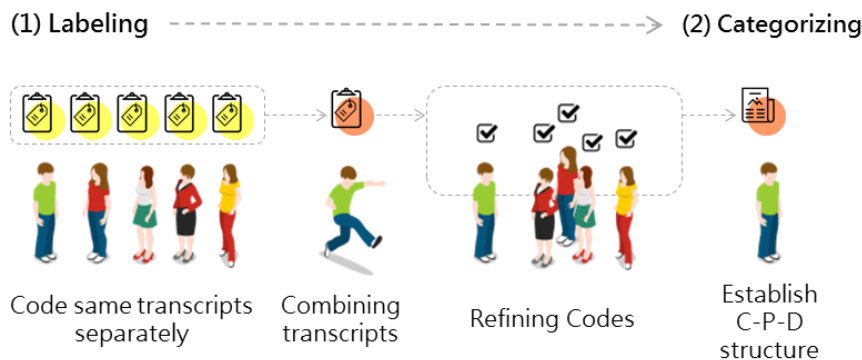 (1) Labeling
(2) Categorizing
Code same transcripts
separately
Combining
transcripts
Refining Codes
Establish
C-P-D
structure